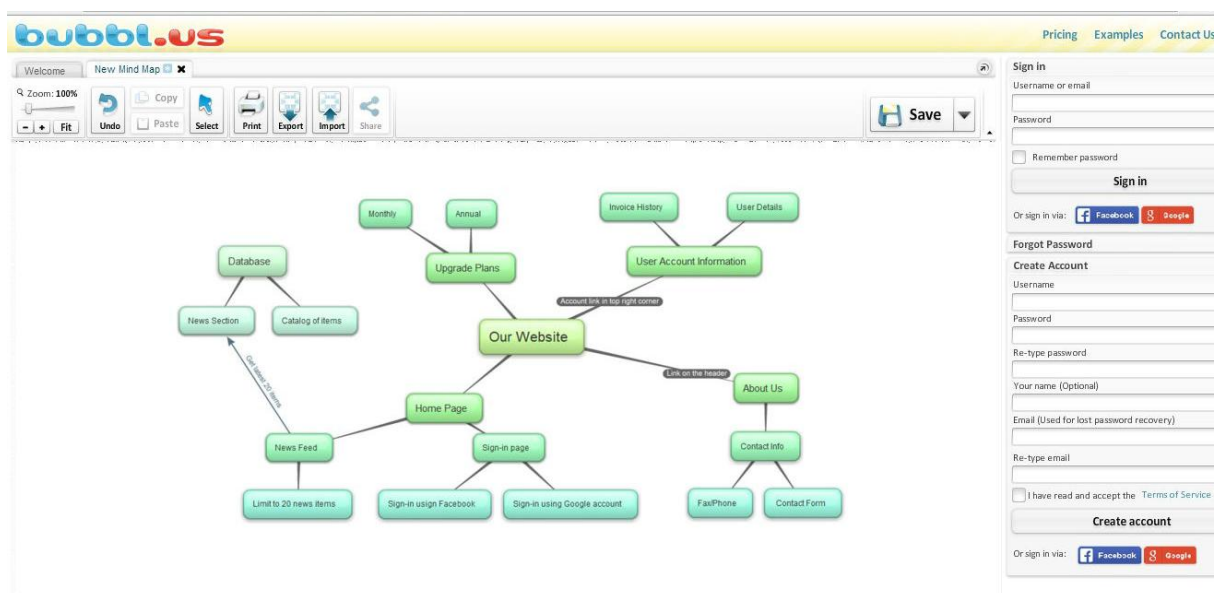 bubbl.us
Pricing Examples Contact Us
Welcome
New Mind Map
Zoom: 100%
- + Fit
Undo
Copy
Paste
Select
Print
Export
Import
Share
Save
Monthly
Annual
Invoice History
User Details
Database
Upgrade Plans
User Account Information
Account link in top right corner
News Section
Catalog of items
Our Website
Get latest 20 items
Link on the header
About Us
Home Page
News Feed
Sign-in page
Contact Info
Limit to 20 news items
Sign-in usign Facebook
Sign-in using Google account
Fax/Phone
Contact Form
Sign in
Username or email
Password
Remember password
Sign in
Or sign in via: Facebook Google
Forgot Password
Create Account
Username
Password
Re-type password
Your name (Optional)
Email (Used for lost password recovery)
Re-type email
I have read and accept the Terms of Service
Create account
Or sign in via: Facebook Google